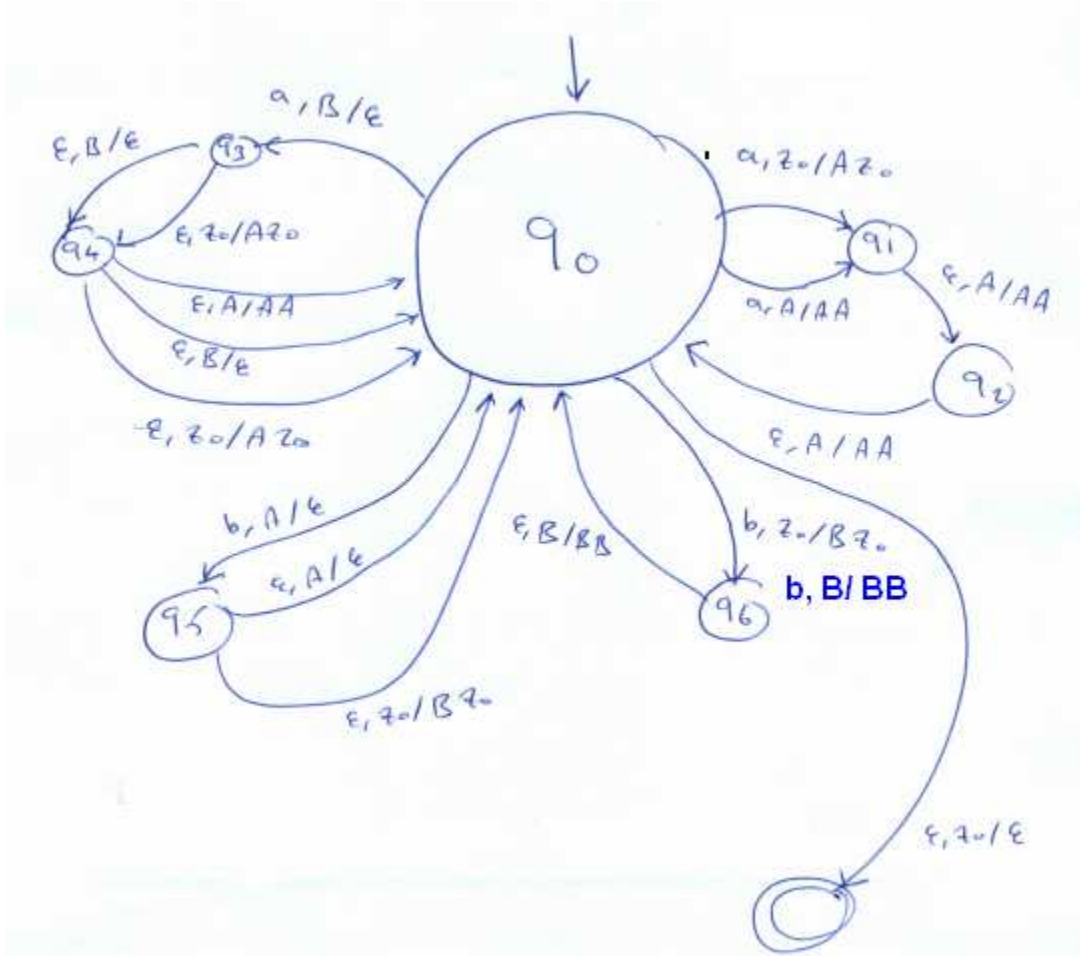 a, B/ε
ε, B/ε
q3
a, z0/Az0
q0
q1
q4
ε, z0/Az0
ε, A/AA
a, A/AA
ε, A/AA
ε, B/ε
q2
ε, z0/Az0
ε, A/AA
b, A/ε
ε, B/BB
b, z0/Bz0
ε, A/ε
b, B/ BB
q5
q6
ε, z0/Bz0
ε, z0/ε